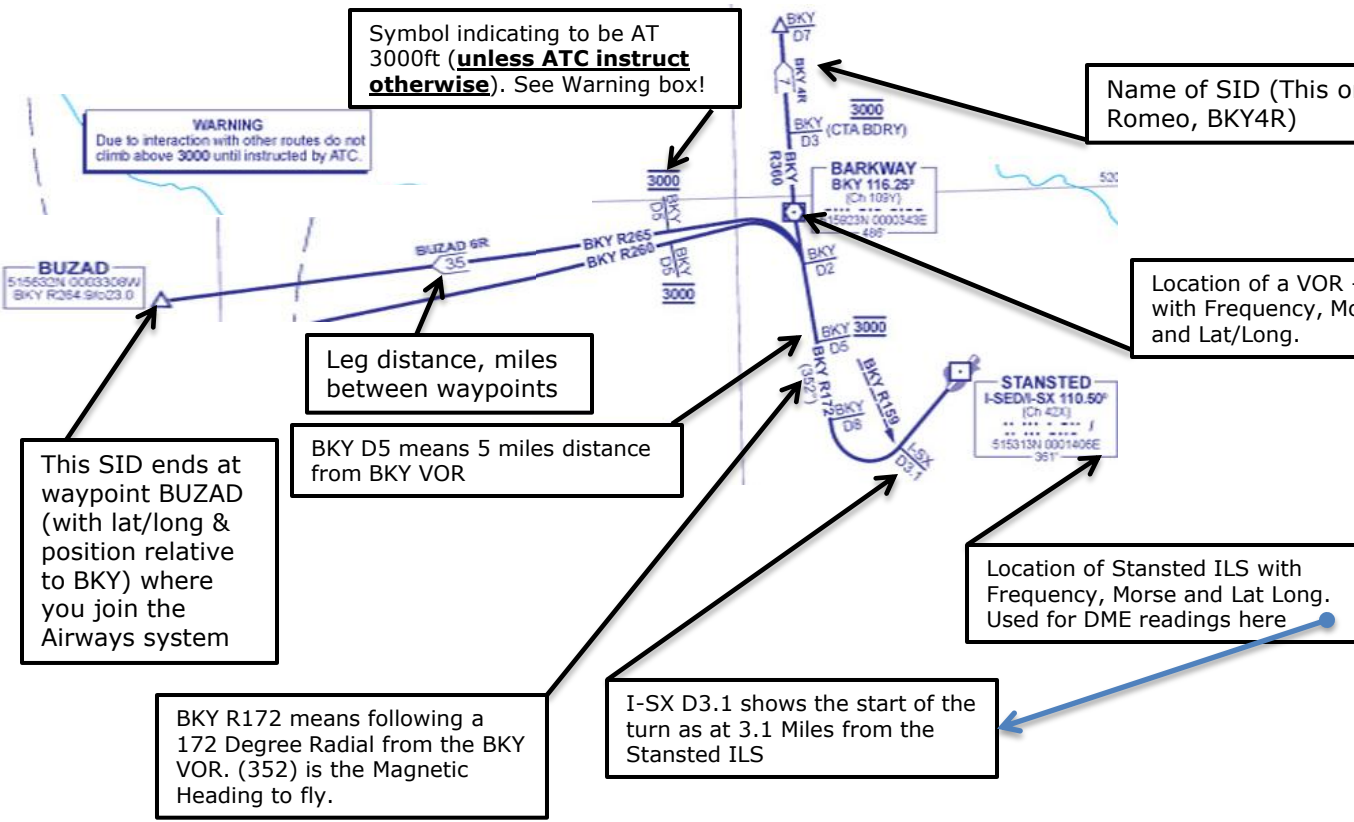 Symbol indicating to be AT
3000ft (unless ATC instruct
otherwise). See Warning box!
BKY
D7
BKY 4R
7
Name of SID (This o
Romeo, BKY4R)
WARNING
Due to interaction with other routes do not
climb above 3000 until instructed by ATC.
3000
BKY
D3
(CTA BDRY)
BKY
R360
BARKWAY
BKY 116.25
(Ch 109Y)
515923N 0000343E
486'
520
3000
BKY
D5
BUZAD 6R
35
BKY R265
BKY R260
BKY
D5
3000
BKY
D2
BUZAD
515632N 0003308W
BKY R264.9/
23.0
Location of a VOR -
with Frequency, Mo
and Lat/Long.
Leg distance, miles
between waypoints
BKY
D5
3000
BKY R172
(352°)
BKY R159
BKY
D8
I-SX
D3.1
STANSTED
I-SED/I-SX 110.50
(Ch 42X)
515313N 0001406E
361'
BKY D5 means 5 miles distance
from BKY VOR
This SID ends at
waypoint BUZAD
(with lat/long &
position relative
to BKY) where
you join the
Airways system
Location of Stansted ILS with
Frequency, Morse and Lat Long.
Used for DME readings here
BKY R172 means following a
172 Degree Radial from the BKY
VOR. (352) is the Magnetic
Heading to fly.
I-SX D3.1 shows the start of the
turn as at 3.1 Miles from the
Stansted ILS